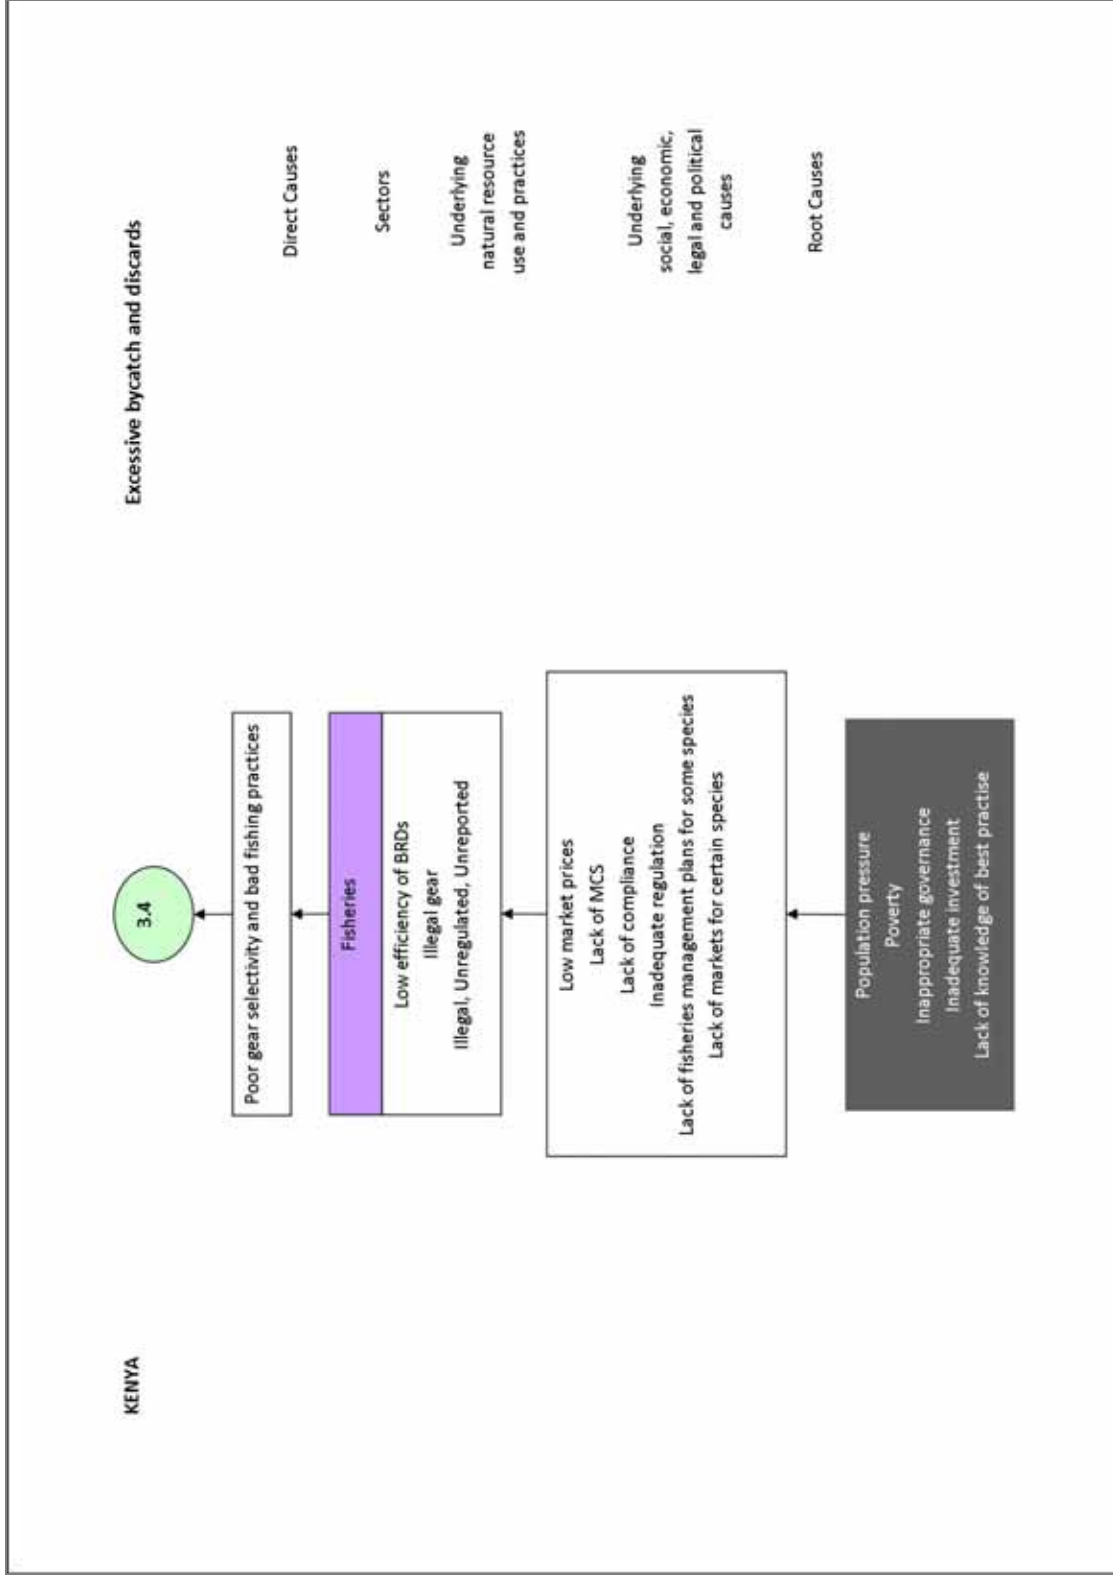 KENYA
Excessive bycatch and discards
3.4
Poor gear selectivity and bad fishing practices
Direct Causes
Fisheries
Sectors
Low efficiency of BRDs
Illegal gear
Illegal, Unregulated, Unreported
Underlying
natural resource
use and practices
Low market prices
Lack of MCS
Lack of compliance
Inadequate regulation
Lack of fisheries management plans for some species
Lack of markets for certain species
Underlying
social, economic,
legal and political
causes
Population pressure
Poverty
Inappropriate governance
Inadequate investment
Lack of knowledge of best practise
Root Causes